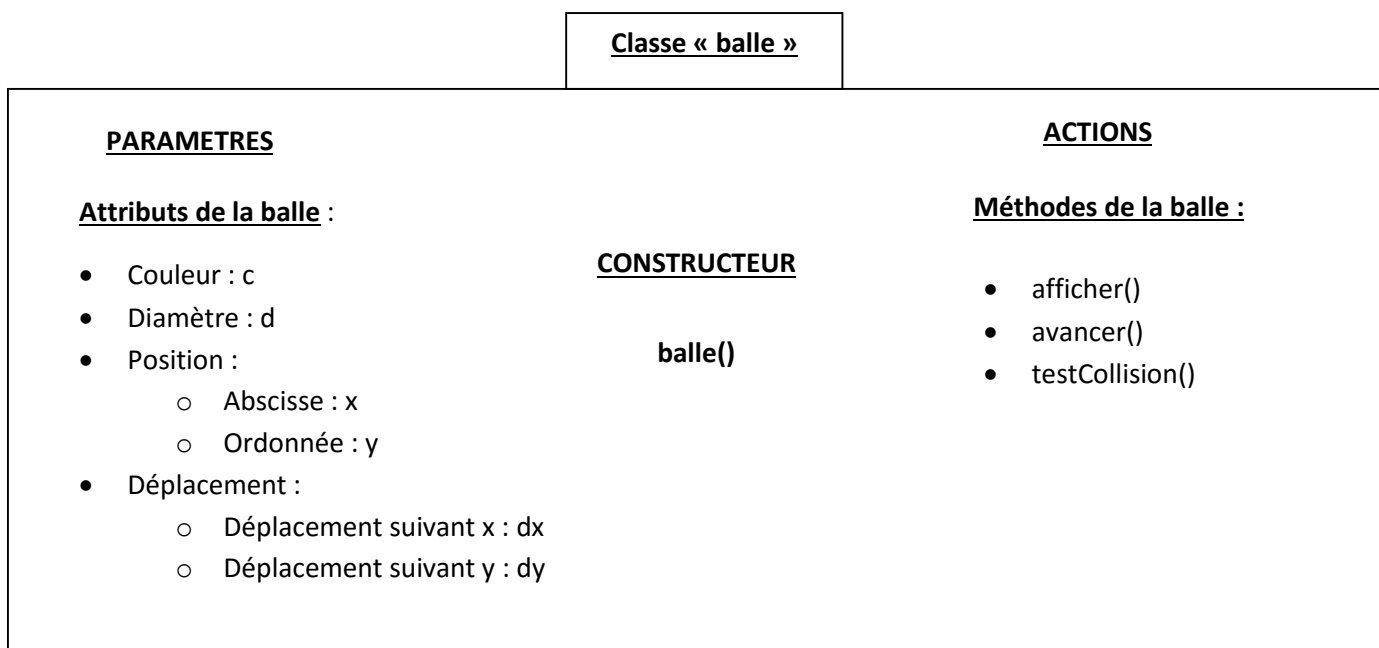 Classe « balle »
PARAMETRES
Attributs de la balle :
• Couleur : c
• Diamètre : d
• Position :
o Abscisse : x
o Ordonnée : y
• Déplacement :
o Déplacement suivant x : dx
o Déplacement suivant y : dy
CONSTRUCTEUR
balle()
ACTIONS
Méthodes de la balle :
• afficher()
• avancer()
• testCollision()